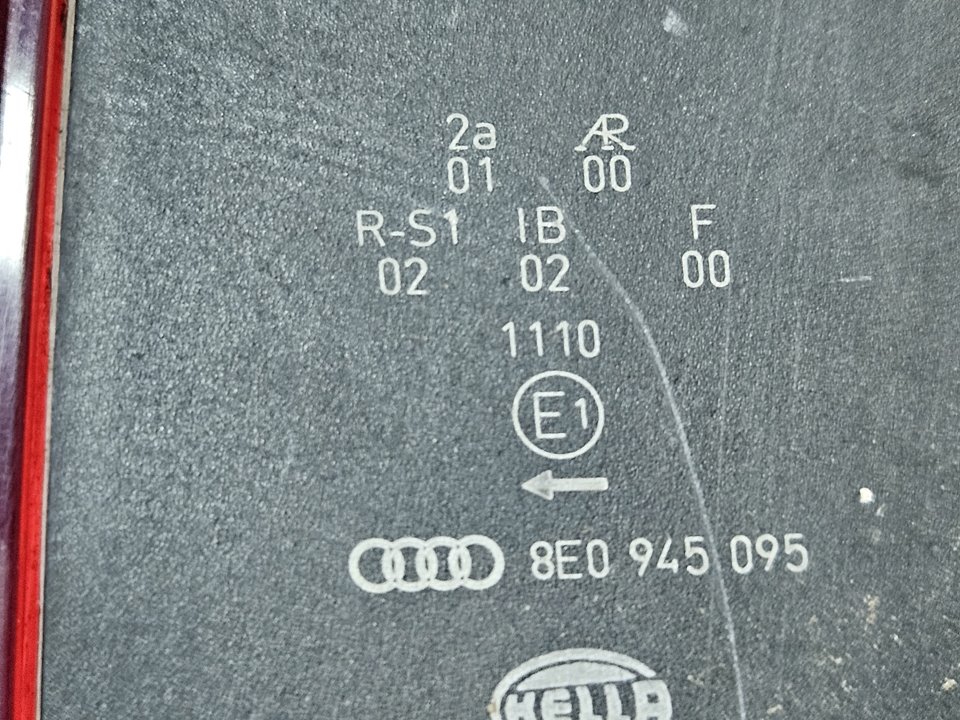 2a AR
01 00
R-S1 IB F
02 02 00
1110
E1
8E0 945 095
HELLA